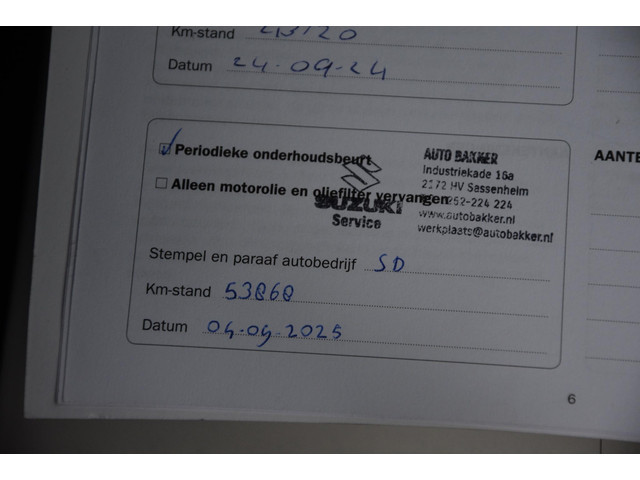 Km-stand
Datum 24-09-24
Periodieke onderhoudsbeurt
Alleen motorolie en oliefilter vervangen
AUTO BAKKER
Industriekade 16a
2172 HV Sassenheim
252-224 224
www.autobakker.nl
werkplaats@autobakker.nl
SUZUKI
Service
Stempel en paraaf autobedrijf SD
Km-stand 53868
Datum 04-09-2025
6
AANTE